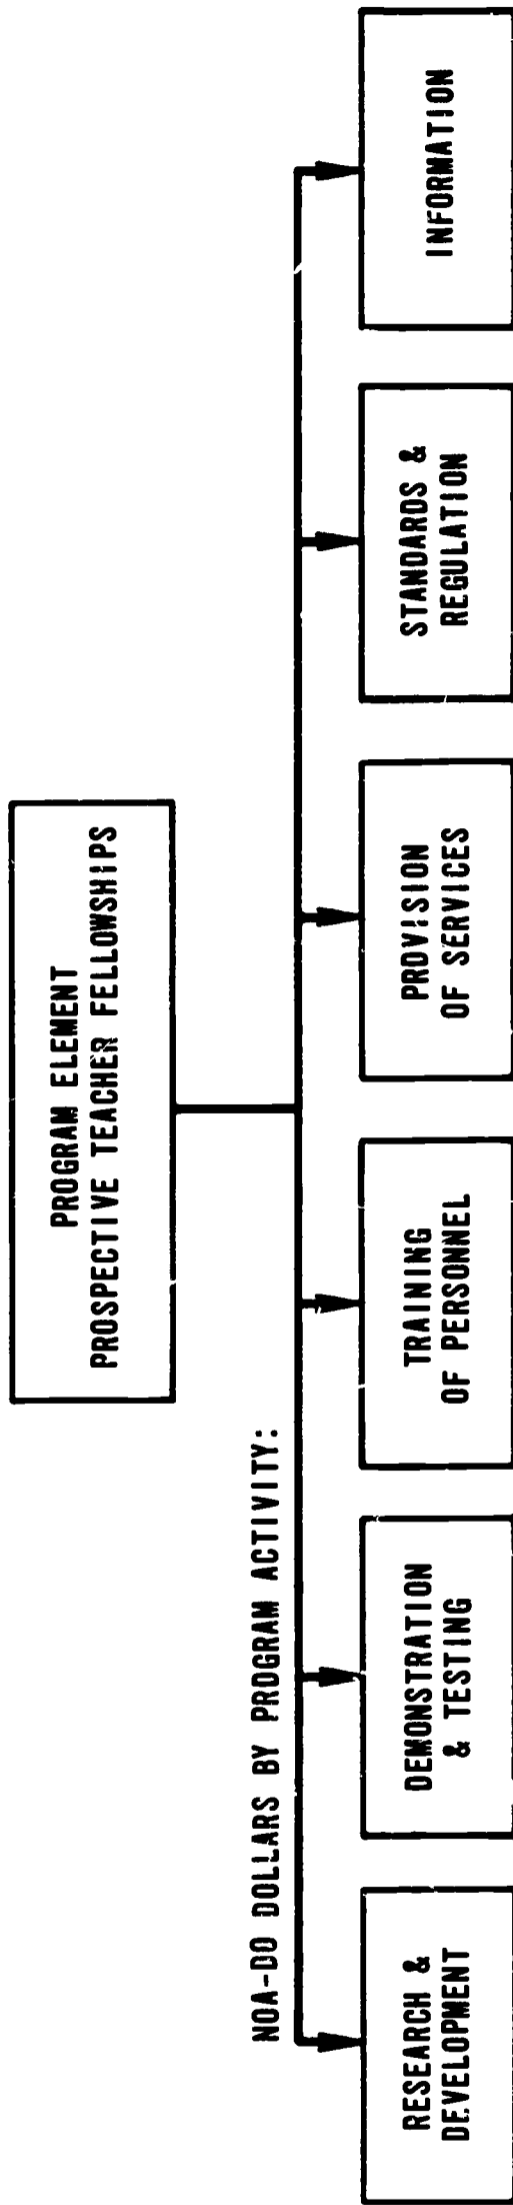 PROGRAM ELEMENT
PROSPECTIVE TEACHER FELLOWSHIPS
NOA-DO DOLLARS BY PROGRAM ACTIVITY:
RESEARCH &
DEVELOPMENT
DEMONSTRATION
& TESTING
TRAINING
OF PERSONNEL
PROVISION
OF SERVICES
STANDARDS &
REGULATION
INFORMATION